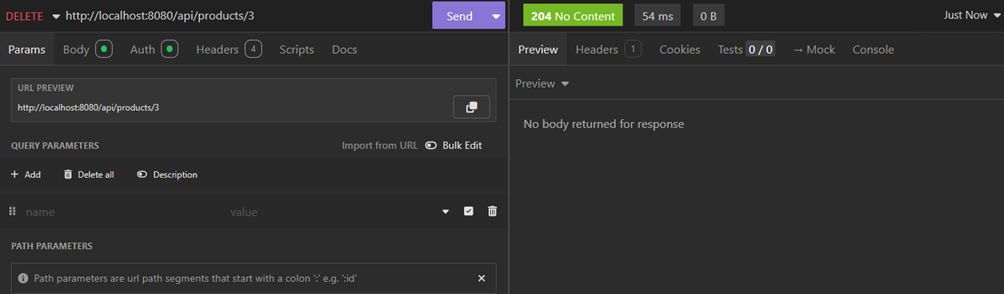 DELETE http://localhost:8080/api/products/3 Send
Params Body Auth Headers 4 Scripts Docs
URL PREVIEW
http://localhost:8080/api/products/3
QUERY PARAMETERS Import from URL Bulk Edit
+ Add Delete all Description
name value
PATH PARAMETERS
Path parameters are url path segments that start with a colon ':' e.g. ':id'
204 No Content 54 ms 0 B Just Now
Preview Headers 1 Cookies Tests 0 / 0 → Mock Console
Preview
No body returned for response